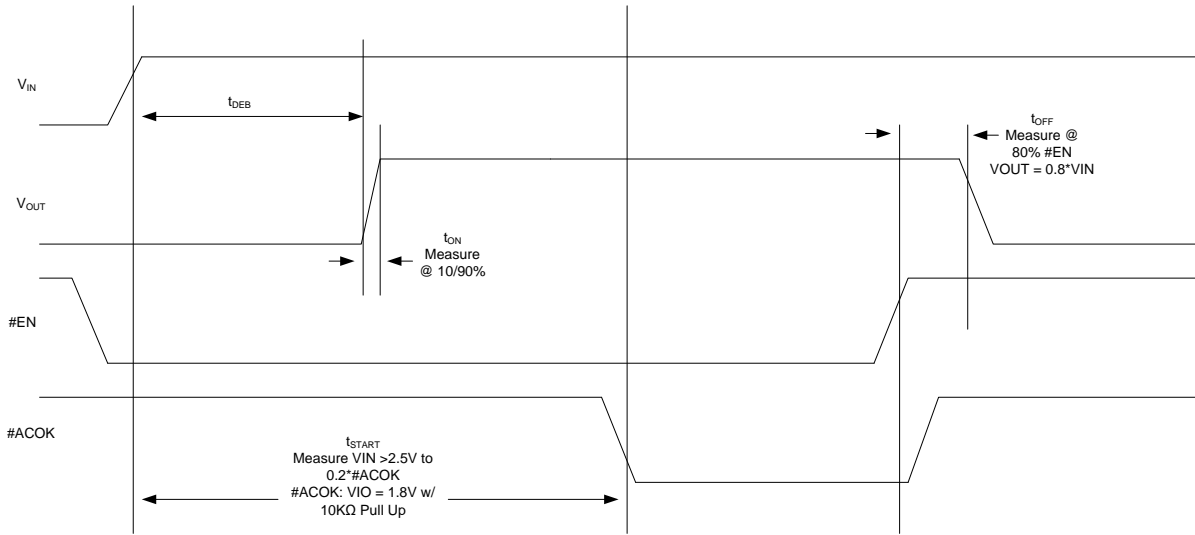 V_IN
t_DEB
t_OFF
Measure @
80% #EN
VOUT = 0.8*VIN
V_OUT
t_ON
Measure
@ 10/90%
#EN
#ACOK
t_START
Measure VIN >2.5V to
0.2*#ACOK
#ACOK: VIO = 1.8V w/
10KΩ Pull Up